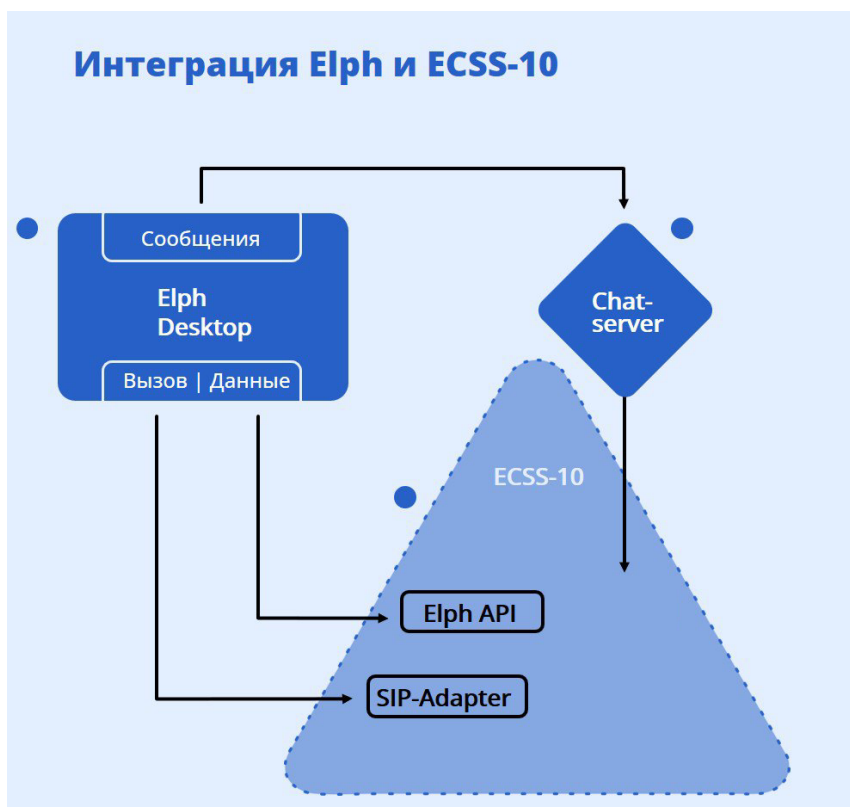 Интеграция Elph и ECSS-10
Сообщения
Elph
Desktop
Вызов | Данные
Chat-
server
ECSS-10
Elph API
SIP-Adapter